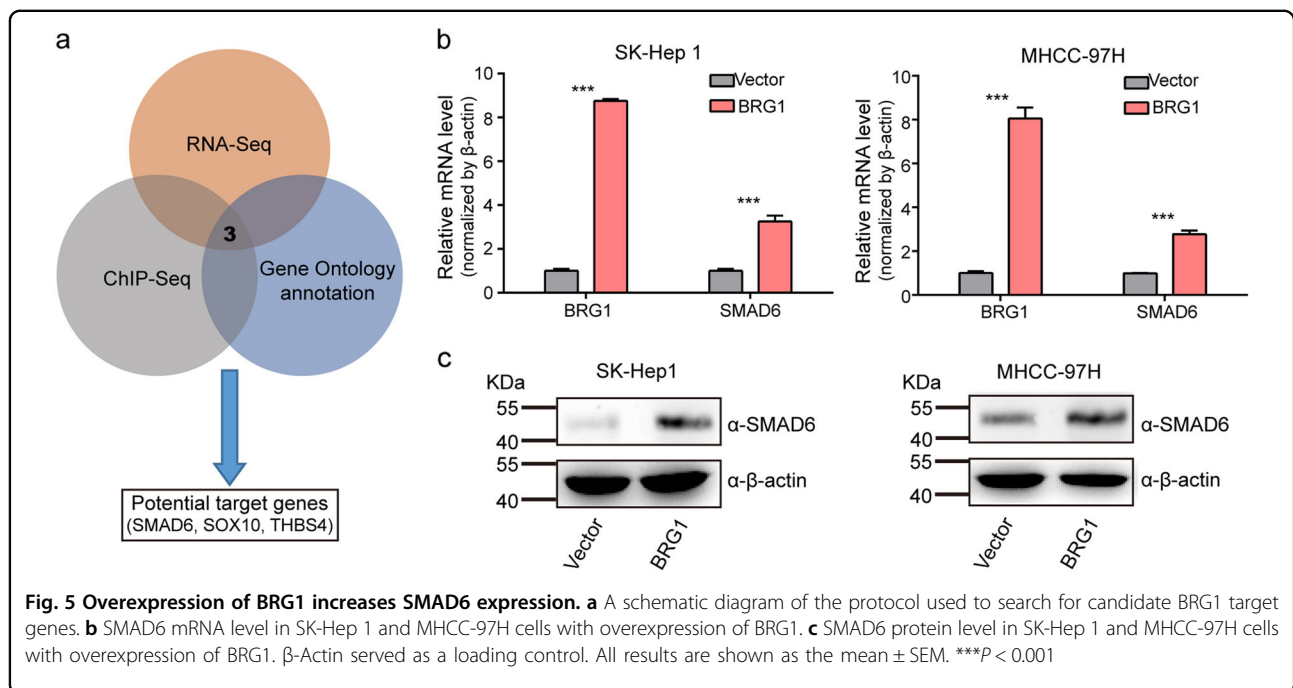 a
RNA-Seq
3
ChIP-Seq
Gene Ontology
annotation
Potential target genes
(SMAD6, SOX10, THBS4)
b
SK-Hep 1
Relative mRNA level
(normalized by β-actin)
10
8
6
4
2
0
***
***
Vector
BRG1
BRG1
SMAD6
MHCC-97H
Relative mRNA level
(normalized by β-actin)
10
8
6
4
2
0
***
***
Vector
BRG1
BRG1
SMAD6
c
SK-Hep1
KDa
55
40
α-SMAD6
55
40
α-β-actin
Vector
BRG1
MHCC-97H
KDa
55
40
α-SMAD6
55
40
α-β-actin
Vector
BRG1
Fig. 5 Overexpression of BRG1 increases SMAD6 expression. a A schematic diagram of the protocol used to search for candidate BRG1 target
genes. b SMAD6 mRNA level in SK-Hep 1 and MHCC-97H cells with overexpression of BRG1. c SMAD6 protein level in SK-Hep 1 and MHCC-97H cells
with overexpression of BRG1. β-Actin served as a loading control. All results are shown as the mean ± SEM. ***P < 0.001